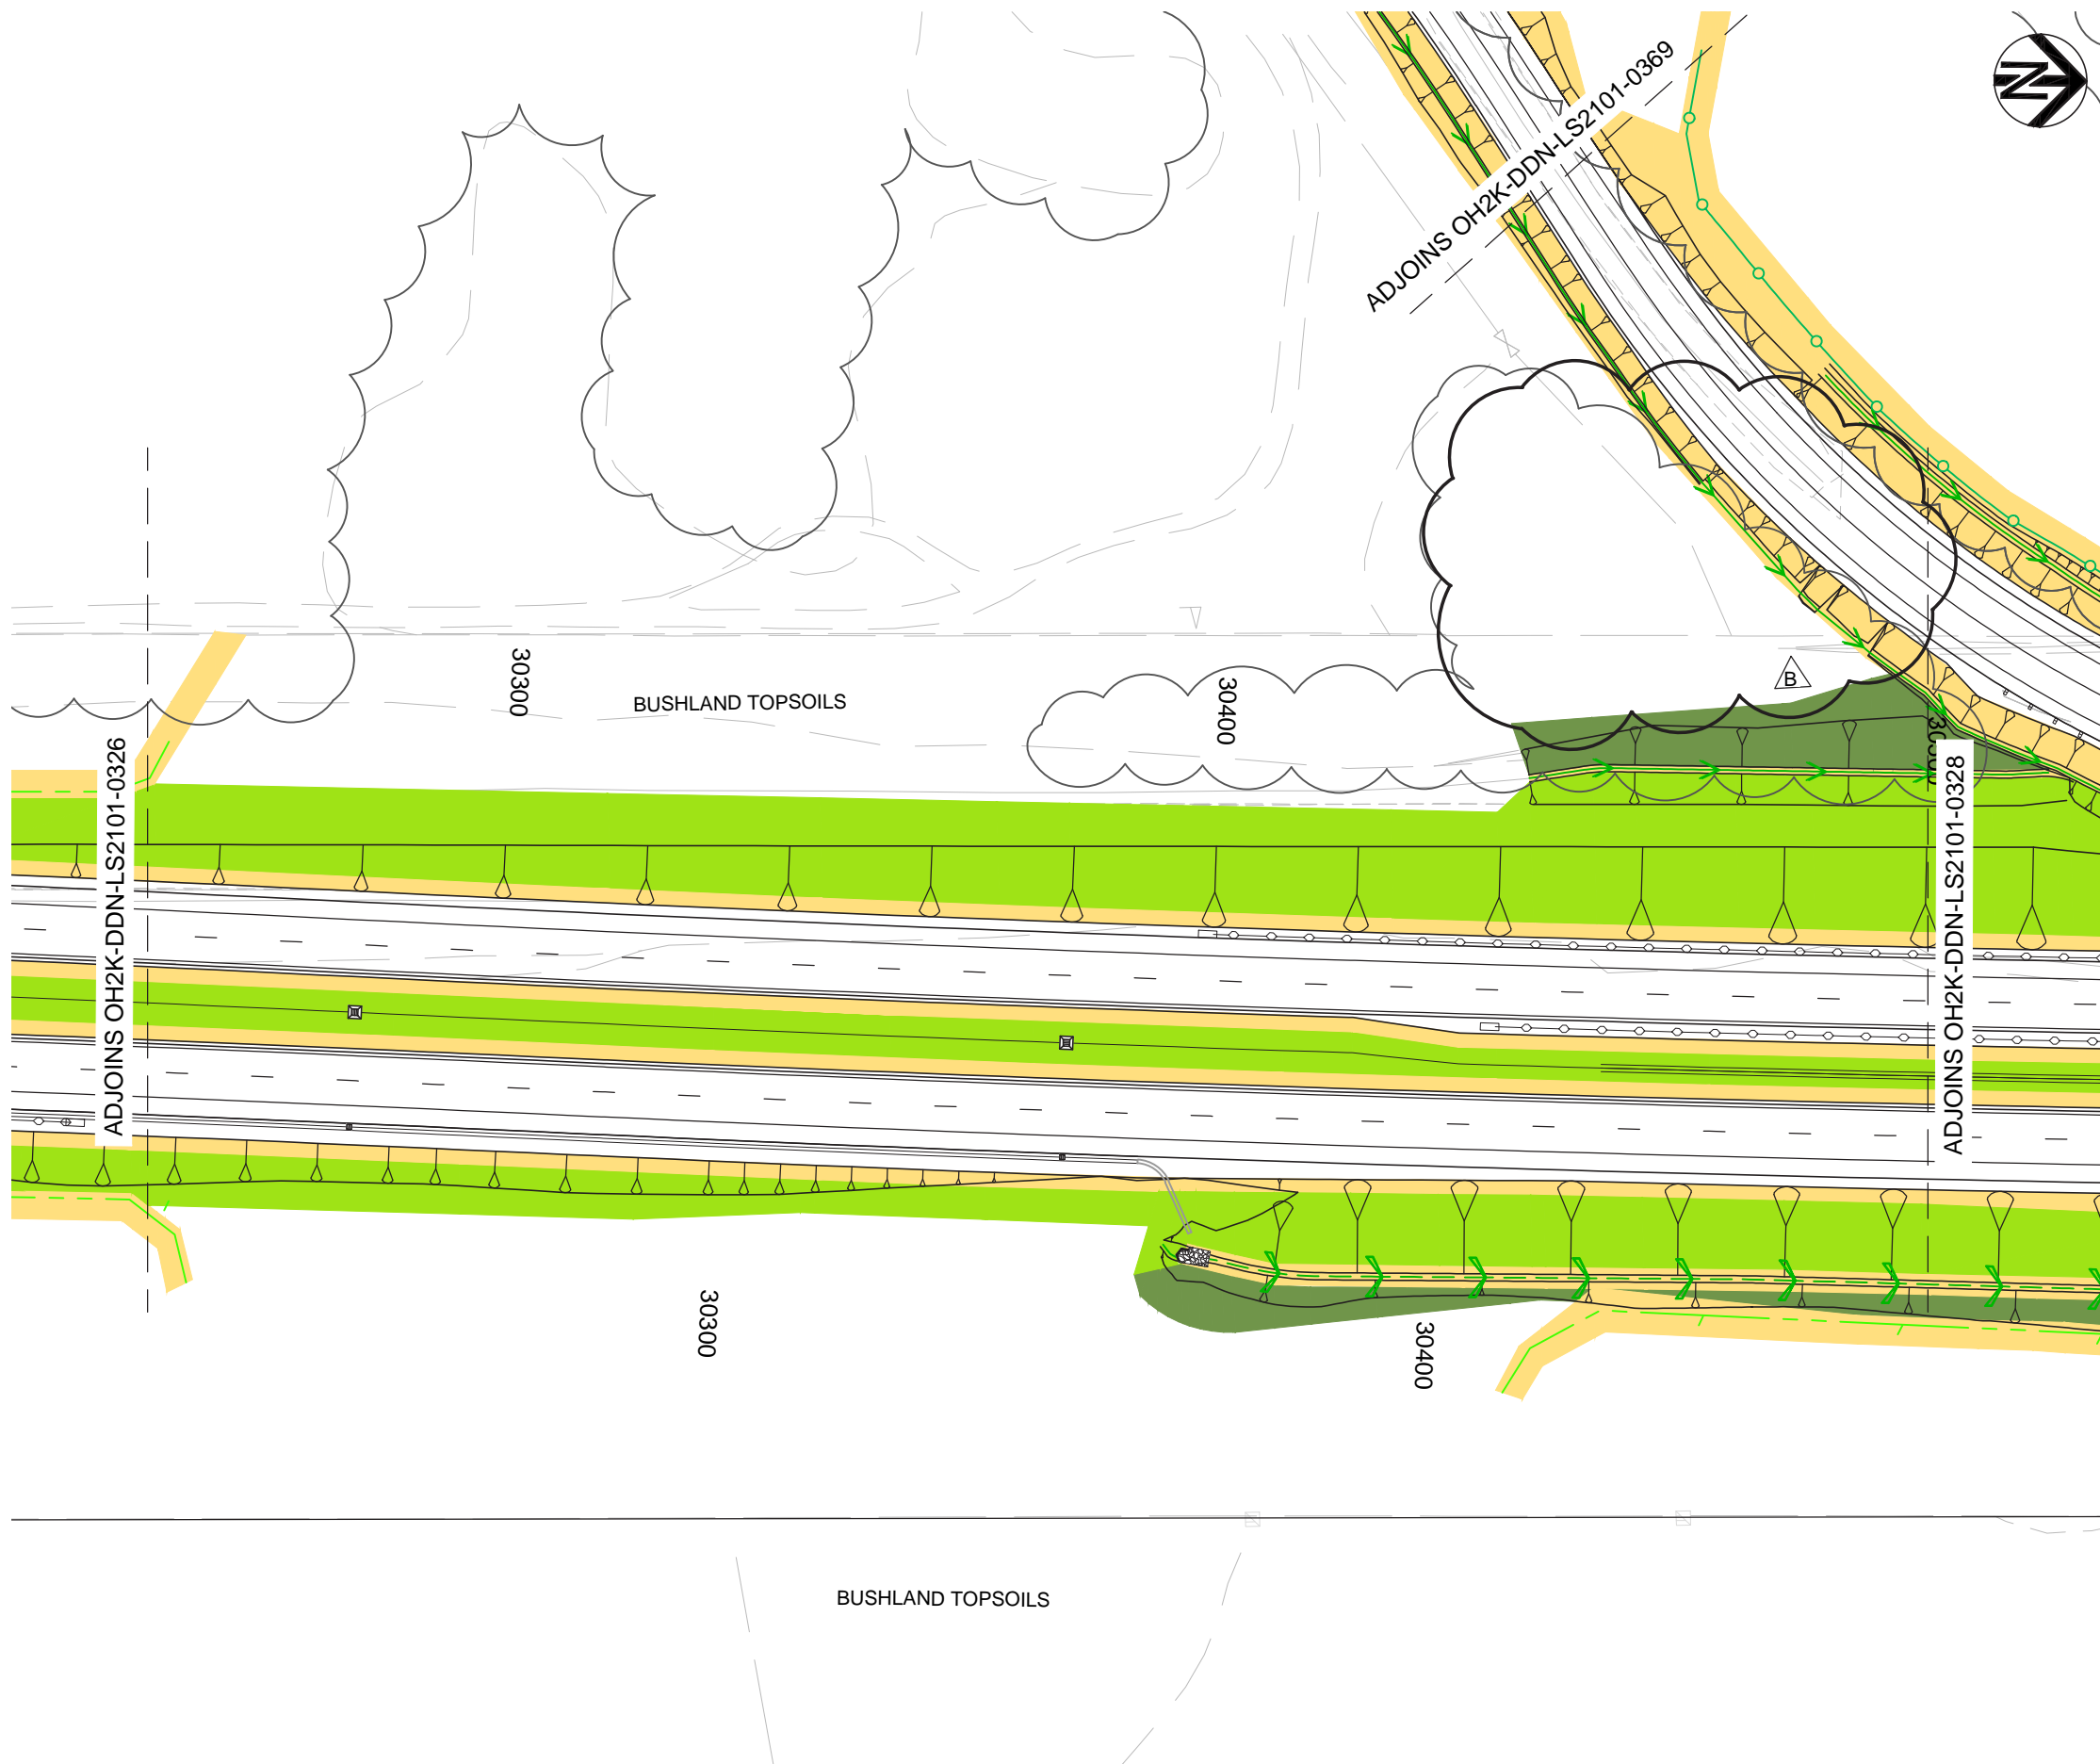 N
ADJOINS OH2K-DDN-LS2101-0369
30300
BUSHLAND TOPSOILS
30400
B
ADJOINS OH2K-DDN-LS2101-0326
ADJOINS OH2K-DDN-LS2101-0328
30300
30400
BUSHLAND TOPSOILS